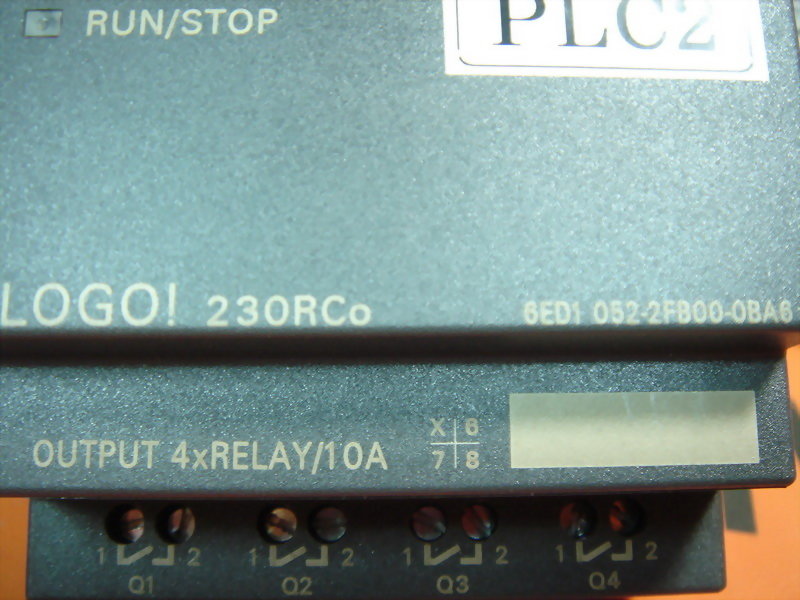 RUN/STOP
PLC2
LOGO! 230RCo
6ED1 052-2FB00-0BA6
OUTPUT 4xRELAY/10A
X 6
7 8
1 2 1 2 1 2 1 2
Q1 Q2 Q3 Q4